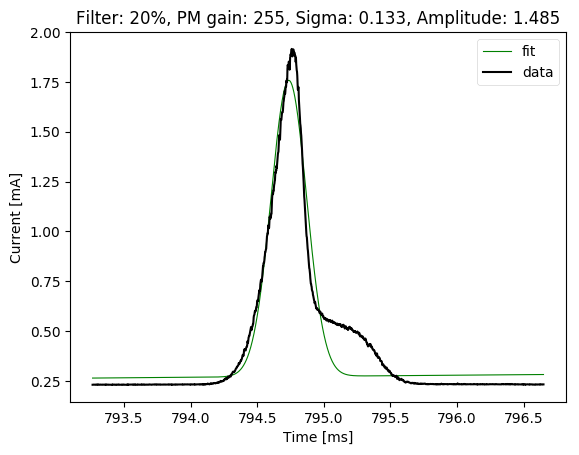 Filter: 20%, PM gain: 255, Sigma: 0.133, Amplitude: 1.485
fit
data
2.00
1.75
1.50
1.25
1.00
0.75
0.50
0.25
Current [mA]
793.5 794.0 794.5 795.0 795.5 796.0 796.5
Time [ms]